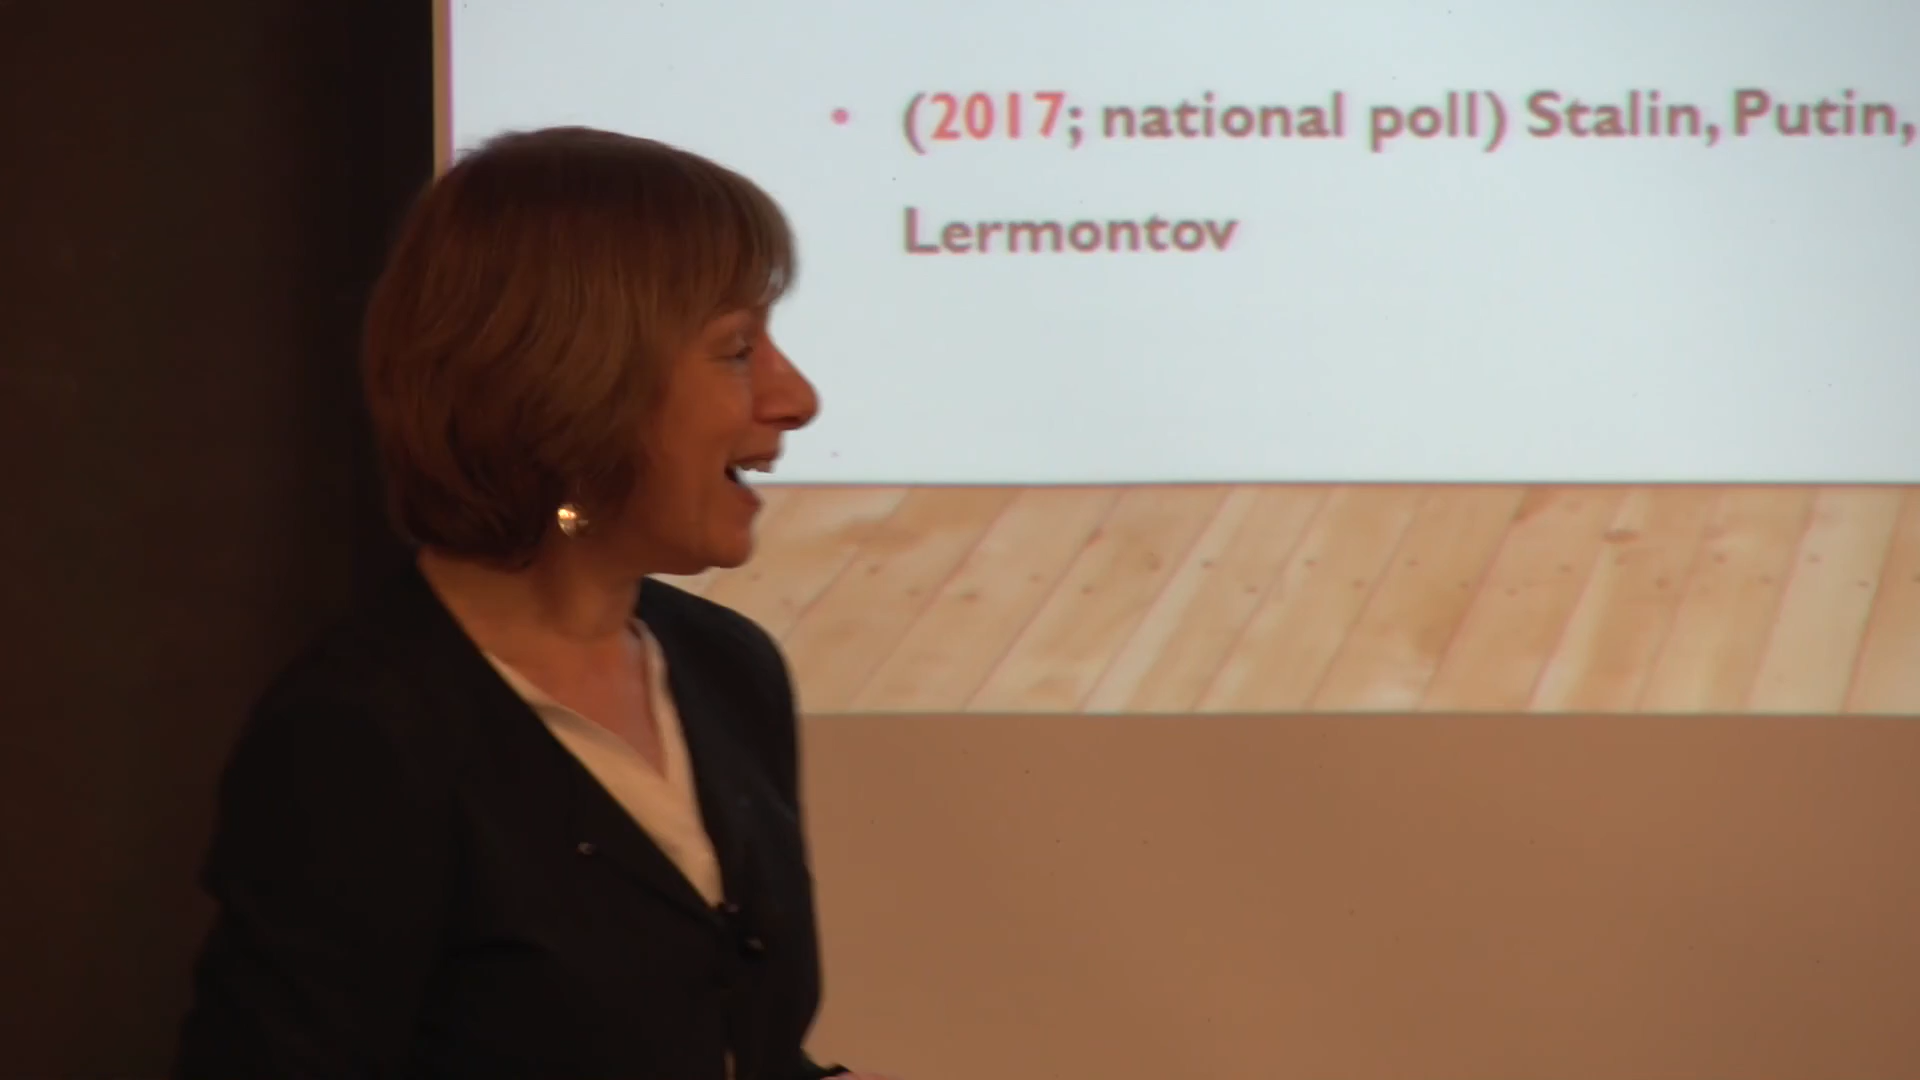 • (2017; national poll) Stalin, Putin,
Lermontov